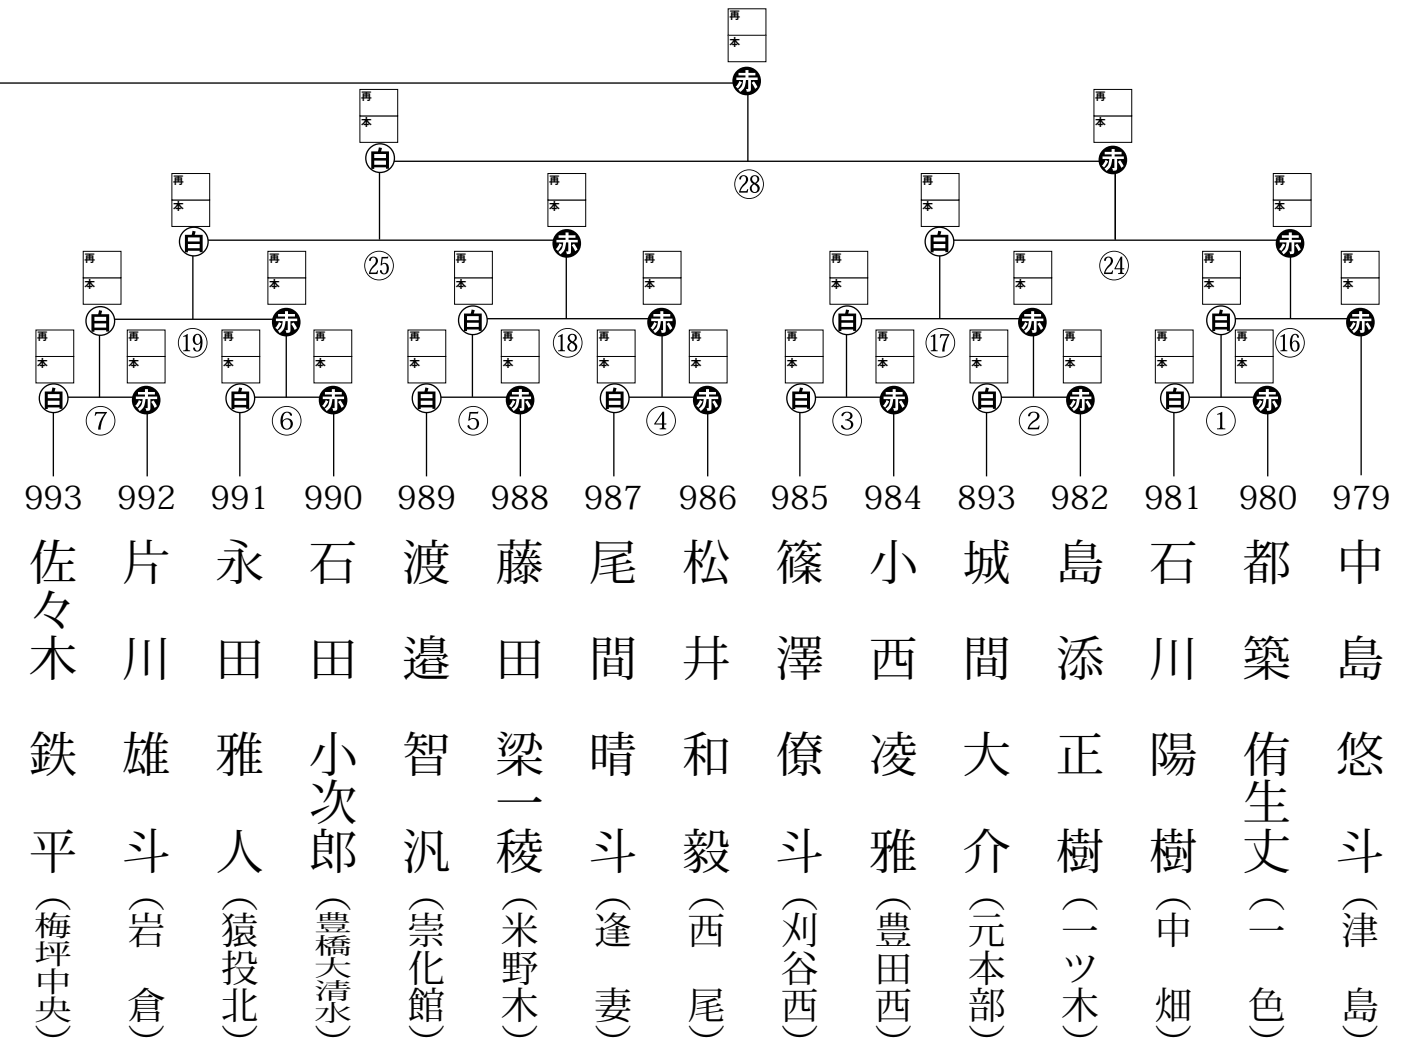 再
本
赤
再
本
再
本
白
赤
㉘
再
本
再
本
再
本
再
本
白
赤
白
赤
㉕
㉔
再
本
再
本
再
本
再
本
再
本
再
本
再
本
白
赤
白
赤
白
赤
白
赤
⑲
⑱
⑰
⑯
再
本
再
本
再
本
再
本
再
本
再
本
再
本
再
本
再
本
再
本
再
本
再
本
再
本
再
本
白
赤
白
赤
白
赤
白
赤
白
赤
白
赤
白
赤
⑦
⑥
⑤
④
③
②
①
979 中島悠斗(津島)
980 都築侑生丈(一色)
981 石川陽樹(中畑)
982 島添正樹(一ツ木)
893 城間大介(元本部)
984 小西凌雅(豊田西)
985 篠澤僚斗(刈谷西)
986 松井和毅(西尾)
987 尾間晴斗(逢妻)
988 藤田梁一稜(米野木)
989 渡邉智汎(崇化館)
990 石田小次郎(豊橋大清水)
991 永田雅人(猿投北)
992 片川雄斗(岩倉)
993 佐々木鉄平(梅坪中央)